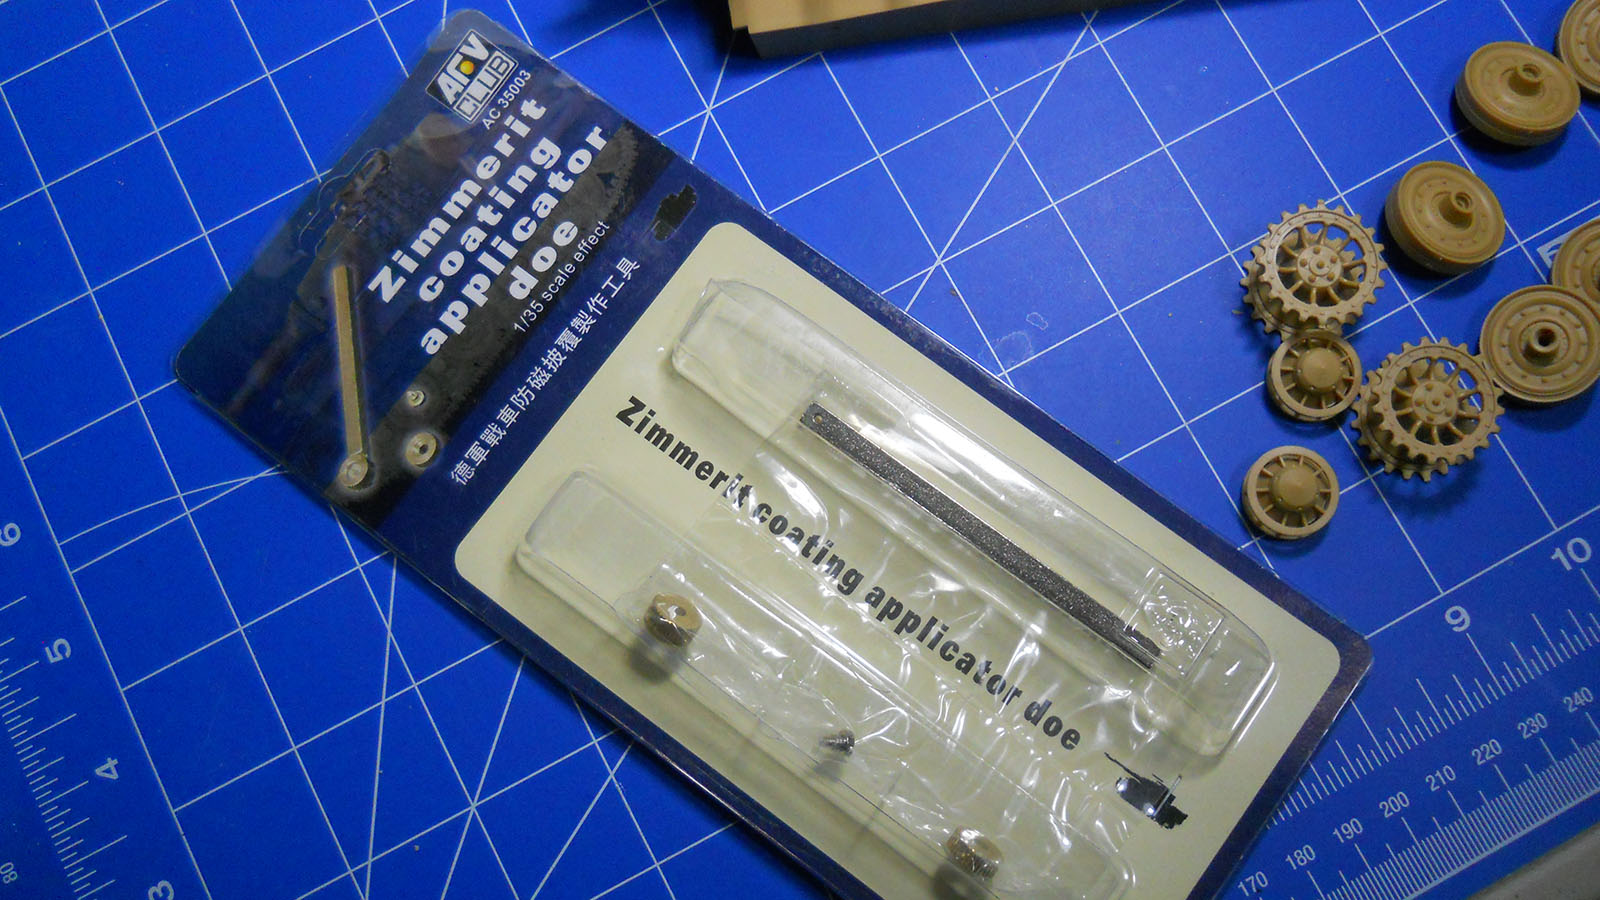 AFV
CLUB
AC 35003
Zimmerit
coating
applicator
doe
1/35 scale effect
德軍戰車防磁披覆製作工具
Zimmerit coating applicator doe
6
5
4
3
80
10
9
240
230
220
210
200
190
180
170